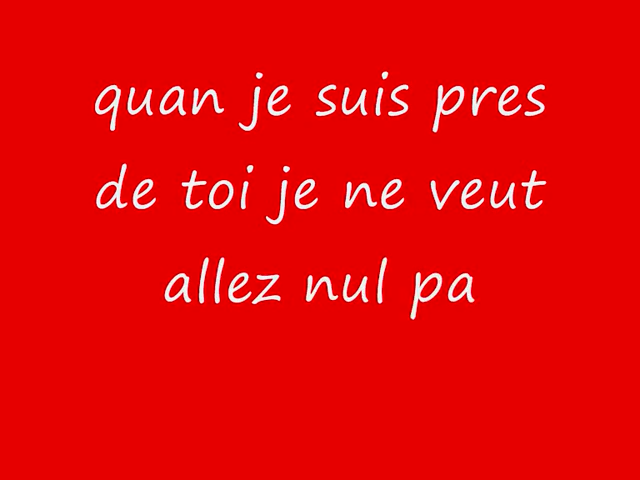 quan je suis pres
de toi je ne veut
allez nul pa